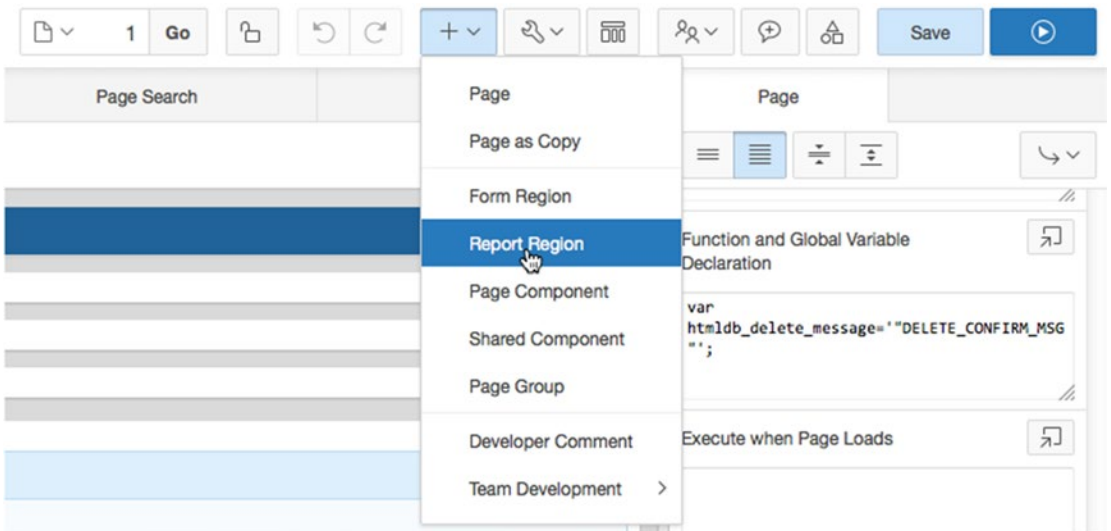 1 Go Save
Page Search Page
Page
Page as Copy
Form Region
Report Region
Page Component
Shared Component
Page Group
Developer Comment
Team Development
Function and Global Variable
Declaration
var
htmldb_delete_message='"DELETE_CONFIRM_MSG
"';
Execute when Page Loads